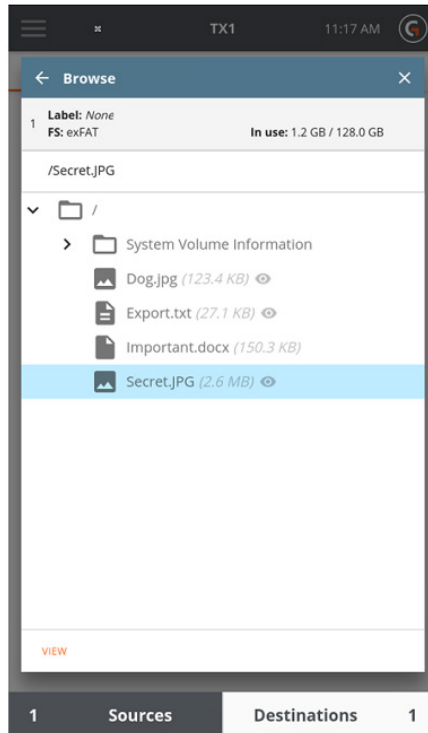 TX1 11:17 AM
Browse
1 Label: None
FS: exFAT In use: 1.2 GB / 128.0 GB
/Secret.JPG
/
System Volume Information
Dog.jpg (123.4 KB)
Export.txt (27.1 KB)
Important.docx (150.3 KB)
Secret.JPG (2.6 MB)
VIEW
1 Sources Destinations 1